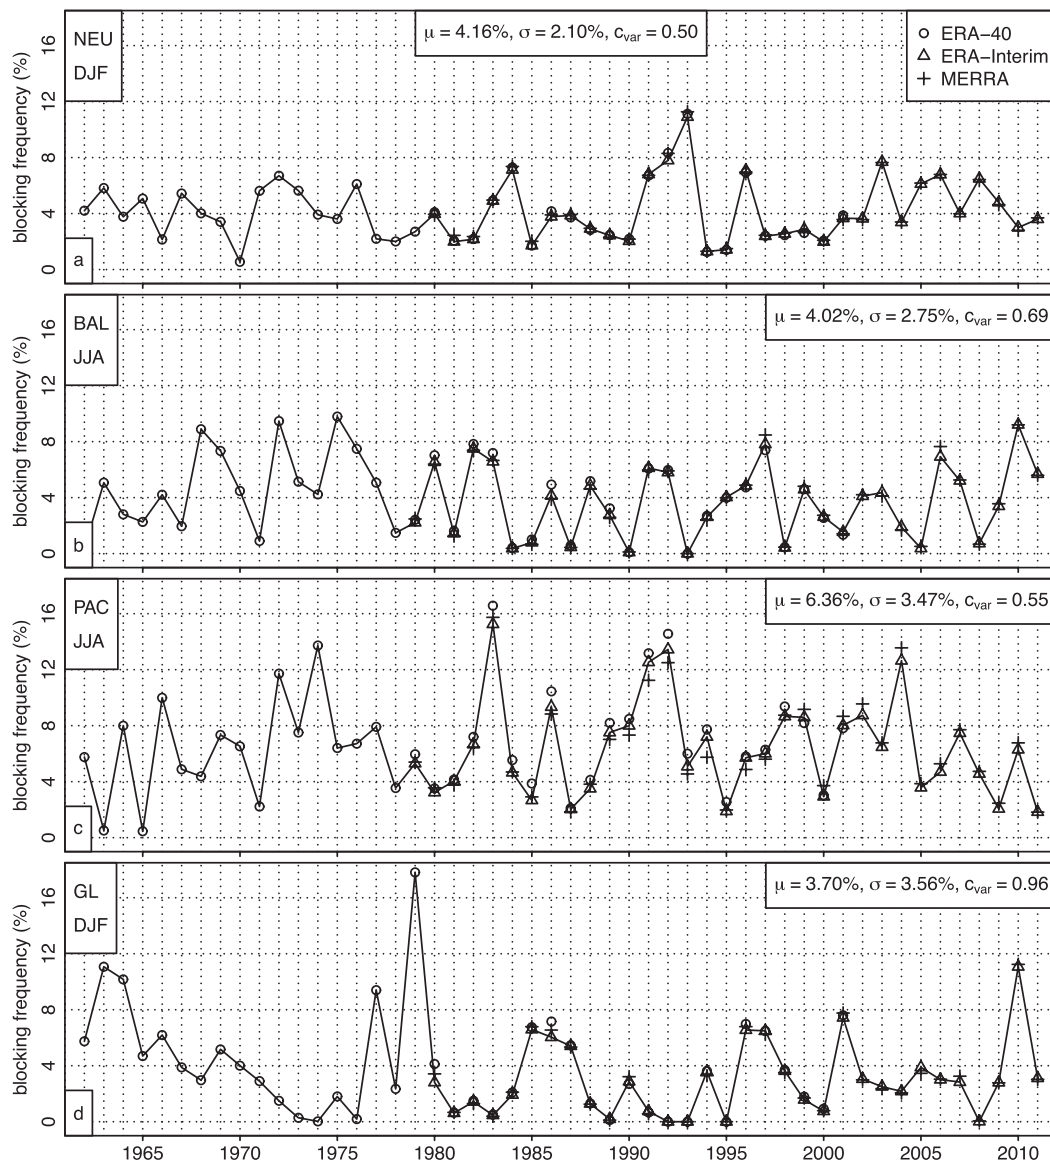 NEU
DJF
μ = 4.16%, σ = 2.10%, cvar = 0.50
ERA−40
ERA−Interim
MERRA
blocking frequency (%)
0 4 8 12 16
a
BAL
JJA
μ = 4.02%, σ = 2.75%, cvar = 0.69
blocking frequency (%)
0 4 8 12 16
b
PAC
JJA
μ = 6.36%, σ = 3.47%, cvar = 0.55
blocking frequency (%)
0 4 8 12 16
c
GL
DJF
μ = 3.70%, σ = 3.56%, cvar = 0.96
blocking frequency (%)
0 4 8 12 16
d
1965 1970 1975 1980 1985 1990 1995 2000 2005 2010